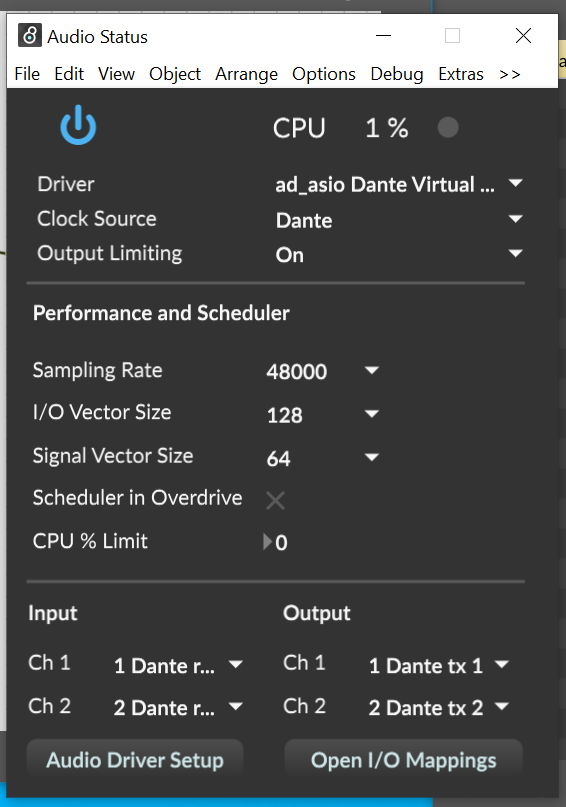 Audio Status
File Edit View Object Arrange Options Debug Extras >>
CPU 1 %
Driver ad_asio Dante Virtual ...
Clock Source Dante
Output Limiting On
Performance and Scheduler
Sampling Rate 48000
I/O Vector Size 128
Signal Vector Size 64
Scheduler in Overdrive
CPU % Limit 0
Input Output
Ch 1 1 Dante r... Ch 1 1 Dante tx 1
Ch 2 2 Dante r... Ch 2 2 Dante tx 2
Audio Driver Setup Open I/O Mappings